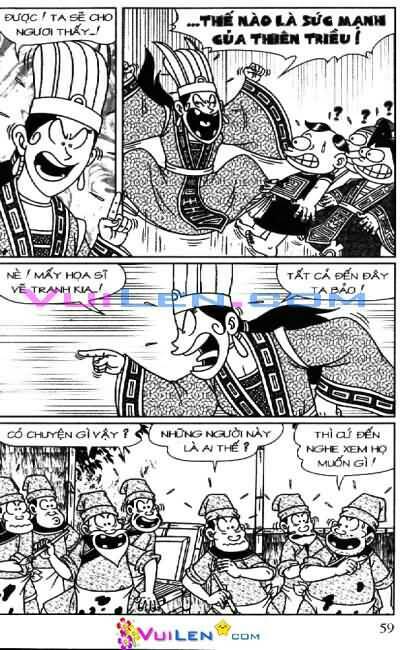 ĐƯỢC! TA SẼ CHO
NGƯƠI THẤY...!
...THẾ NÀO LÀ SỨC MẠNH
CỦA THIÊN TRIỀU!
? ? ? ?
NÈ! MẤY HỌA SĨ
VẼ TRANH KIA...!
TẤT CẢ ĐẾN ĐÂY
TA BẢO!
VUILEN.COM
CÓ CHUYỆN GÌ VẬY?
NHỮNG NGƯỜI NÀY
LÀ AI THẾ?
THÌ CỨ ĐẾN
NGHE XEM HỌ
MUỐN GÌ!
59
VUILEN.COM